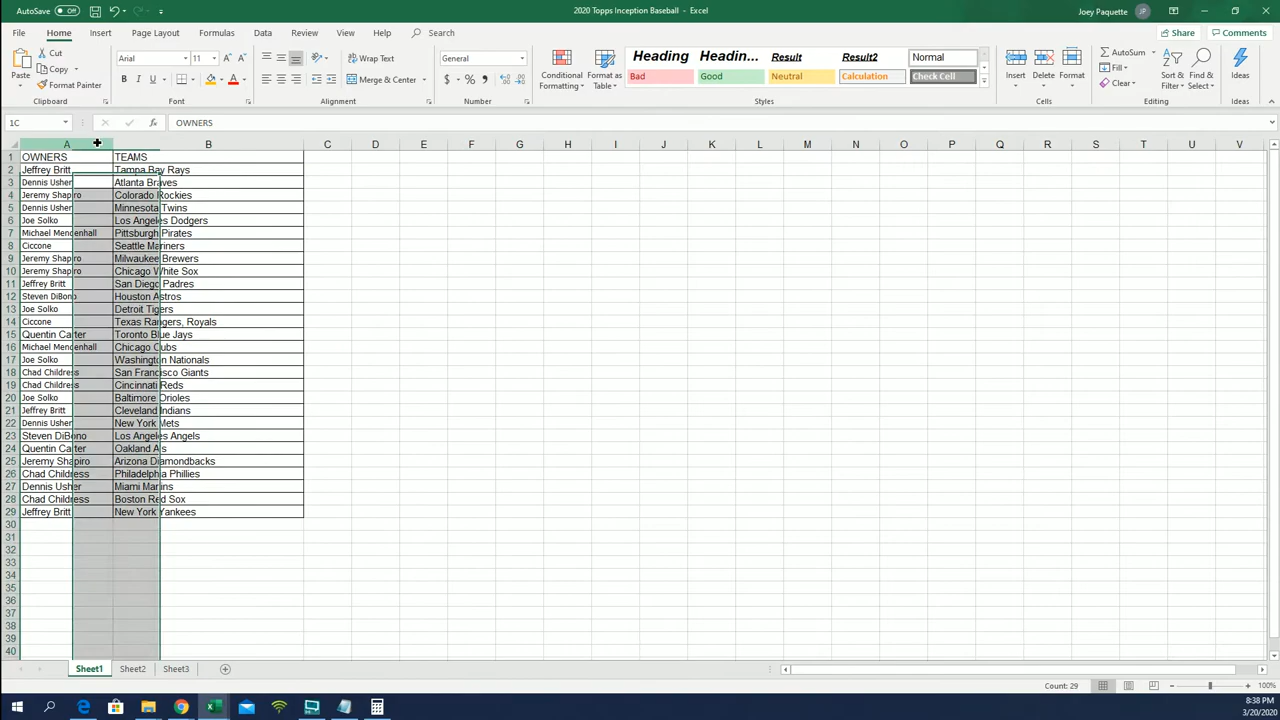 AutoSave Off 2020 Topps Inception Baseball - Excel Joey Paquette JF
File Home Insert Page Layout Formulas Data Review View Help Search Share Comments
Paste Cut Copy Format Painter Clipboard
Arial 11 A A B I U A Font
Wrap Text Merge & Center Alignment
General $ % , Number
Conditional Formatting Format as Table
Heading Headin... Result Result2 Normal
Bad Good Neutral Calculation Check Cell
Styles
Insert Delete Format Cells
AutoSum Fill Clear Sort & Filter Find & Select Editing
Ideas Ideas
1C fx OWNERS
A B C D E F G H I J K L M N O P Q R S T U V
1 OWNERS TEAMS
2 Jeffrey Britt Tampa Bay Rays
3 Dennis Usher Atlanta Braves
4 Jeremy Shapiro Colorado Rockies
5 Dennis Usher Minnesota Twins
6 Joe Solko Los Angeles Dodgers
7 Michael Mendenhall Pittsburgh Pirates
8 Ciccone Seattle Mariners
9 Jeremy Shapiro Milwaukee Brewers
10 Jeremy Shapiro Chicago White Sox
11 Jeffrey Britt San Diego Padres
12 Steven DiBono Houston Astros
13 Joe Solko Detroit Tigers
14 Ciccone Texas Rangers, Royals
15 Quentin Carter Toronto Blue Jays
16 Michael Mendenhall Chicago Cubs
17 Joe Solko Washington Nationals
18 Chad Childress San Francisco Giants
19 Chad Childress Cincinnati Reds
20 Joe Solko Baltimore Orioles
21 Jeffrey Britt Cleveland Indians
22 Dennis Usher New York Mets
23 Steven DiBono Los Angeles Angels
24 Quentin Carter Oakland A's
25 Jeremy Shapiro Arizona Diamondbacks
26 Chad Childress Philadelphia Phillies
27 Dennis Usher Miami Marlins
28 Chad Childress Boston Red Sox
29 Jeffrey Britt New York Yankees
30
31
32
33
34
35
36
37
38
39
40
Sheet1 Sheet2 Sheet3
Count: 29 100%
8:38 PM
3/20/2020